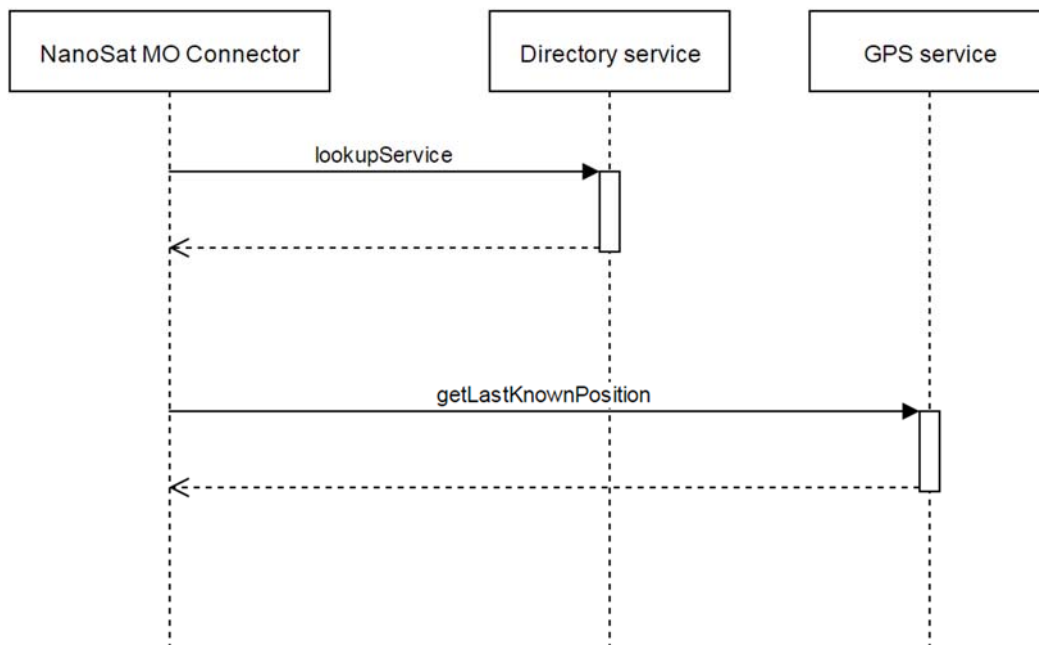 NanoSat MO Connector
Directory service
GPS service
lookupService
getLastKnownPosition